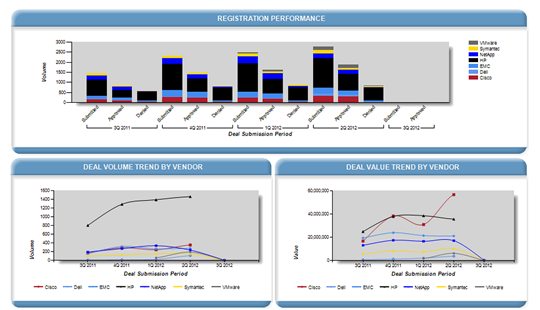 REGISTRATION PERFORMANCE
3000
2500
2000
1500
1000
500
0
Volume
Submitted Approved Denied Submitted Approved Denied Submitted Approved Denied Submitted Approved Denied Submitted Approved Denied
3Q 2011 4Q 2011 1Q 2012 2Q 2012 3Q 2012
Deal Submission Period
VMware
Symantec
NetApp
HP
EMC
Dell
Cisco
DEAL VOLUME TREND BY VENDOR
1600
1400
1200
1000
800
600
400
200
0
Volume
3Q 2011 4Q 2011 1Q 2012 2Q 2012 3Q 2012
Deal Submission Period
Cisco Dell EMC HP NetApp Symantec VMware
DEAL VALUE TREND BY VENDOR
60,000,000
40,000,000
20,000,000
0
Value
3Q 2011 4Q 2011 1Q 2012 2Q 2012 3Q 2012
Deal Submission Period
Cisco Dell EMC HP NetApp Symantec VMware